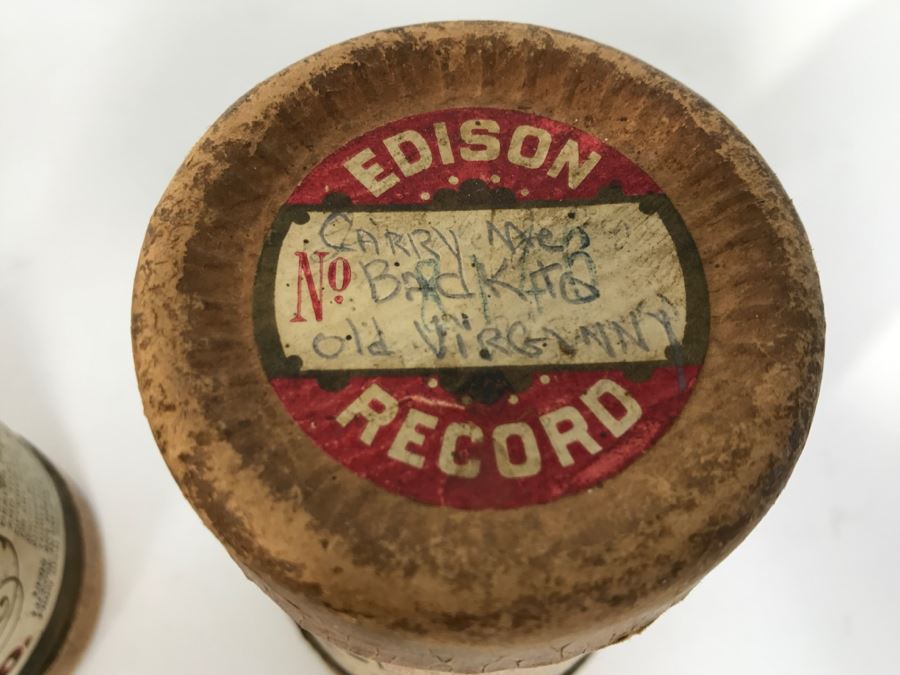 EDISON
CARRY Me
No BACK to
Old VIRGINNY
RECORD